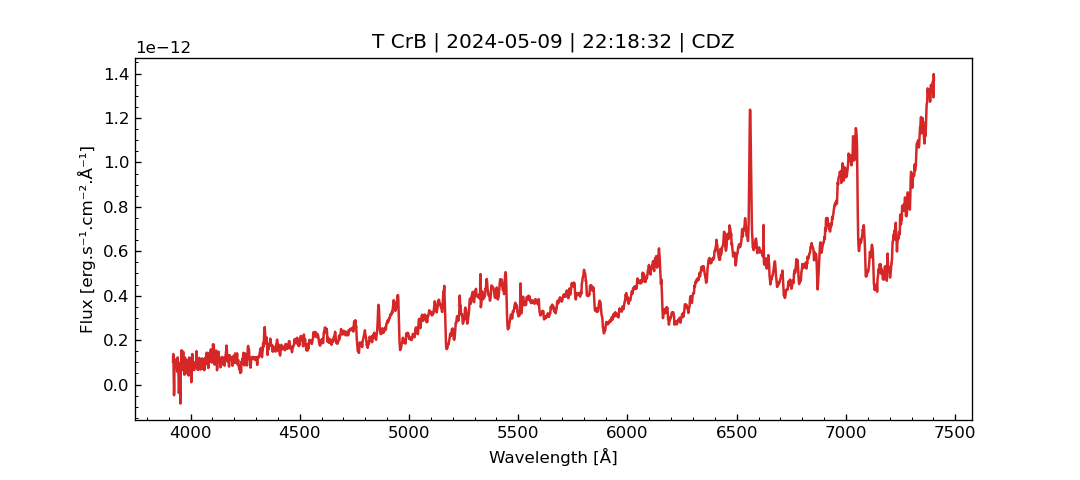 T CrB | 2024-05-09 | 22:18:32 | CDZ
1e−12
1.4
1.2
1.0
0.8
0.6
0.4
0.2
0.0
Flux [erg.s⁻¹.cm⁻².Å⁻¹]
4000 4500 5000 5500 6000 6500 7000 7500
Wavelength [Å]